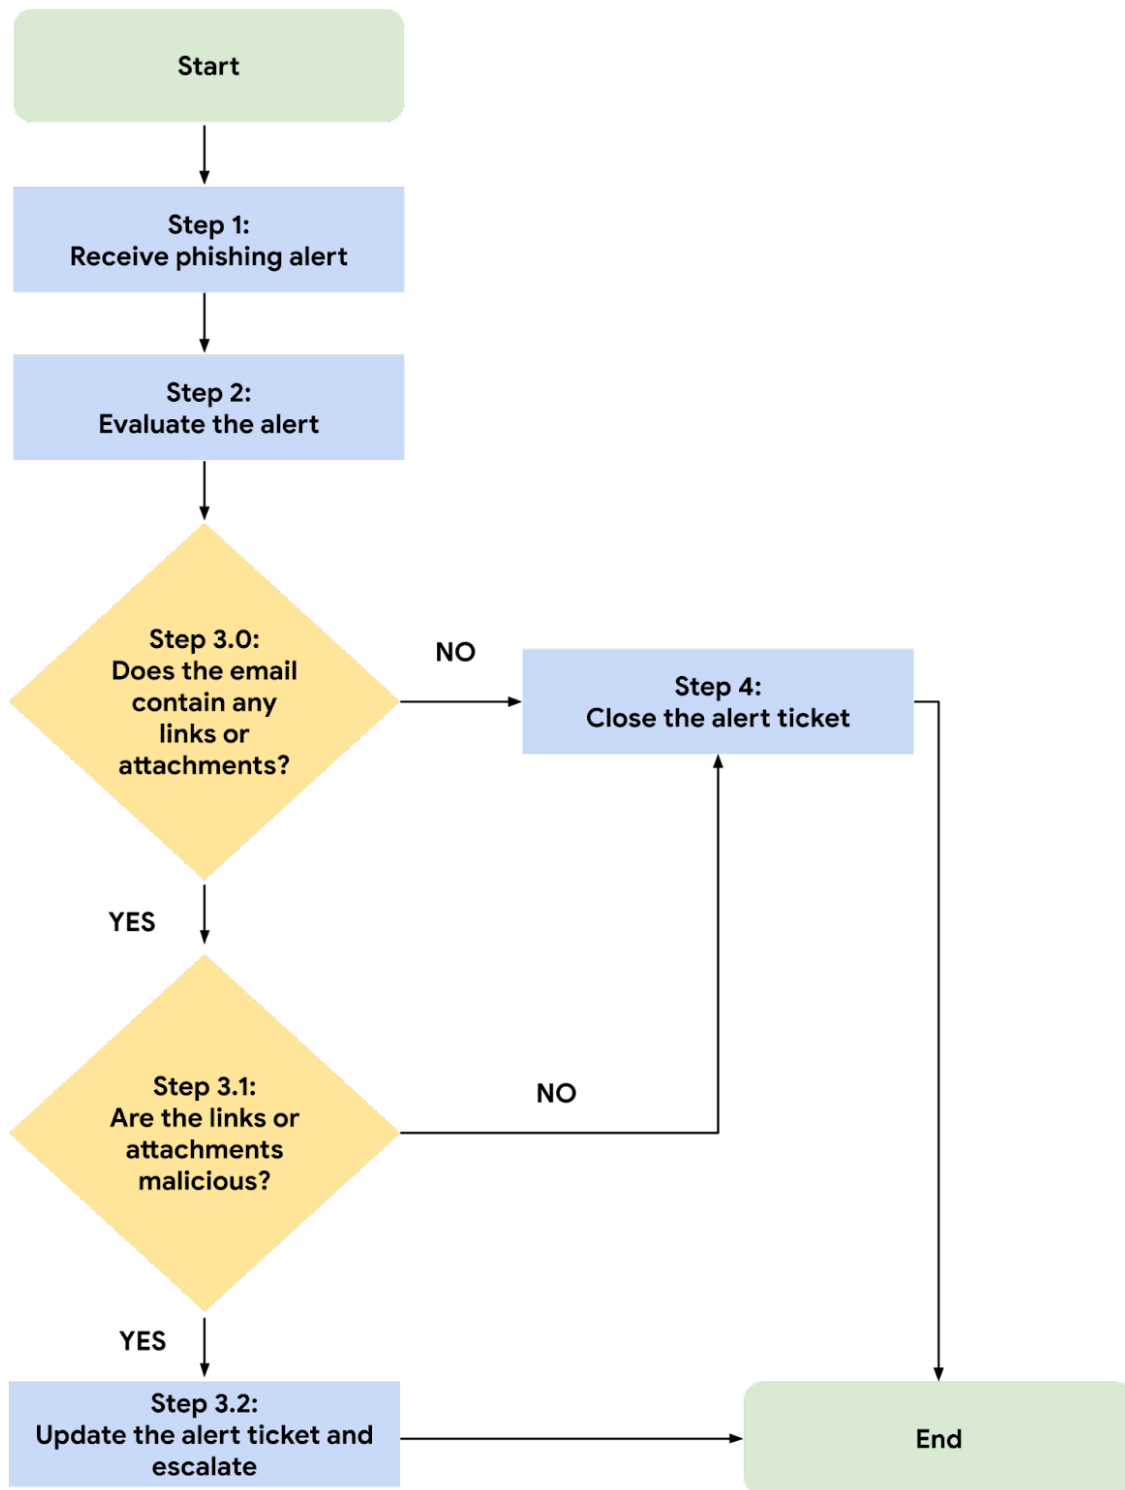 Start
Step 1:
Receive phishing alert
Step 2:
Evaluate the alert
Step 3.0:
Does the email
contain any
links or
attachments?
NO
Step 4:
Close the alert ticket
YES
Step 3.1:
Are the links or
attachments
malicious?
NO
YES
Step 3.2:
Update the alert ticket and
escalate
End